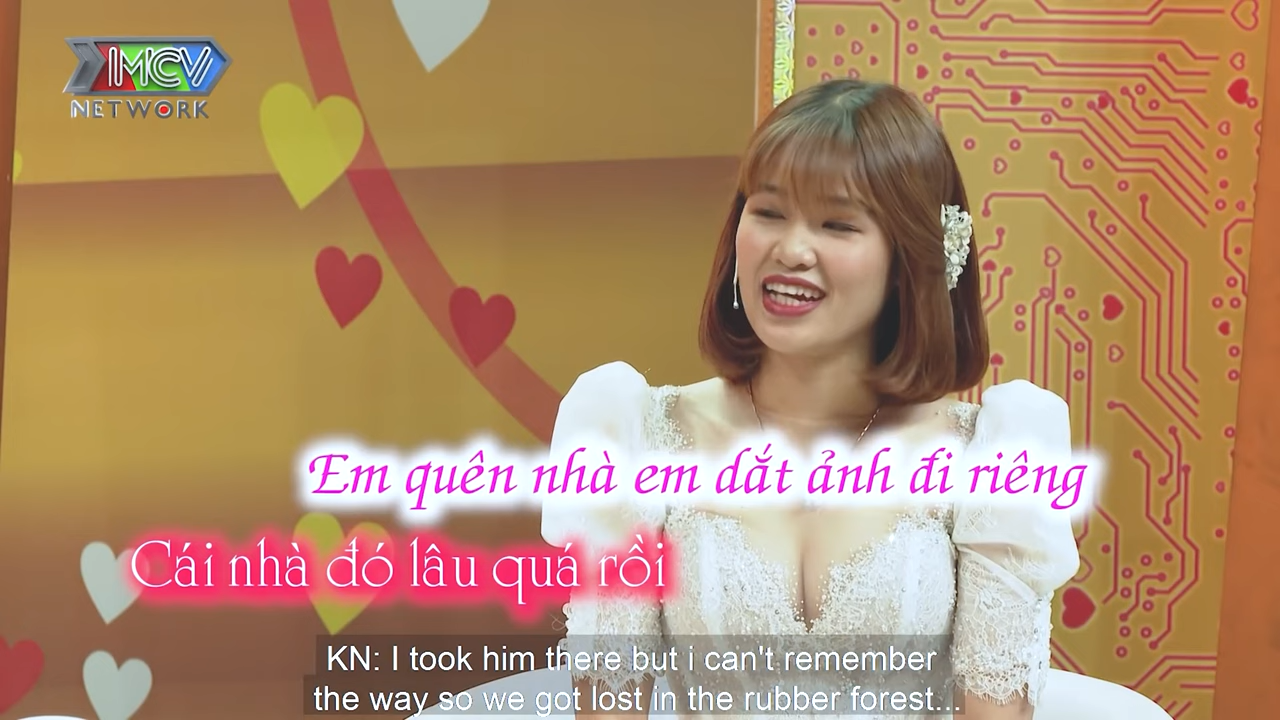 MCV
NETWORK
Em quên nhà em dắt ảnh đi riêng
Cái nhà đó lâu quá rồi
KN: I took him there but i can't remember
the way so we got lost in the rubber forest...